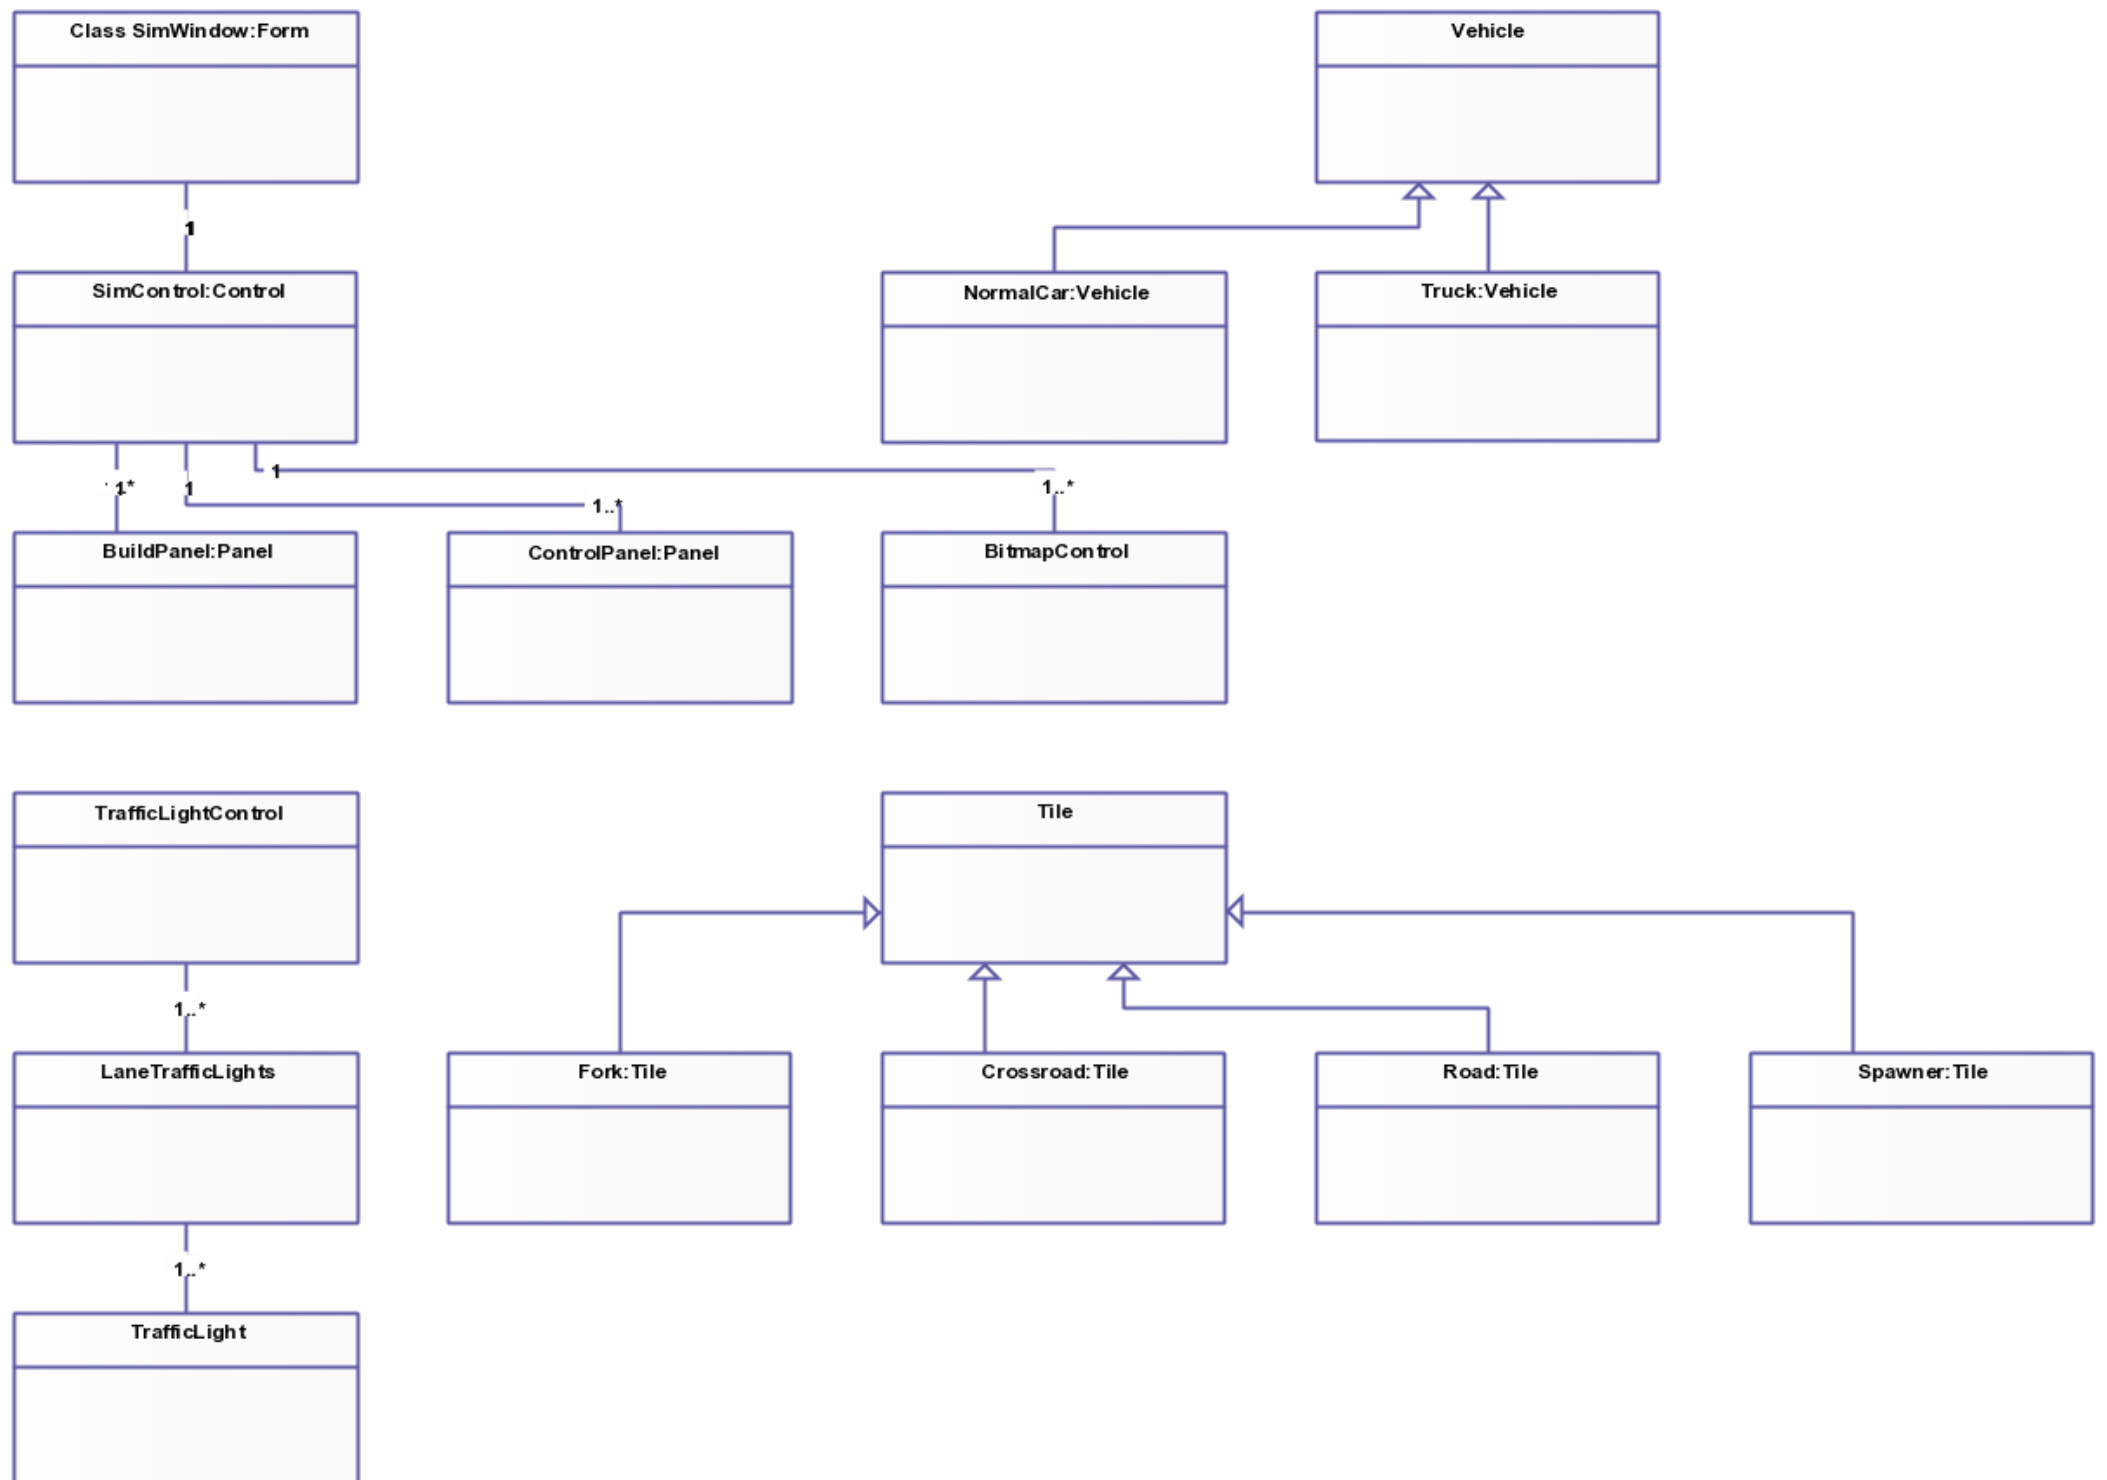 Class SimWindow:Form
Vehicle
1
SimControl:Control
NormalCar:Vehicle
Truck:Vehicle
1
1..*
1
1..*
BuildPanel:Panel
ControlPanel:Panel
BitmapControl
TrafficLightControl
Tile
1..*
LaneTrafficLights
Fork:Tile
Crossroad:Tile
Road:Tile
Spawner:Tile
1..*
TrafficLight